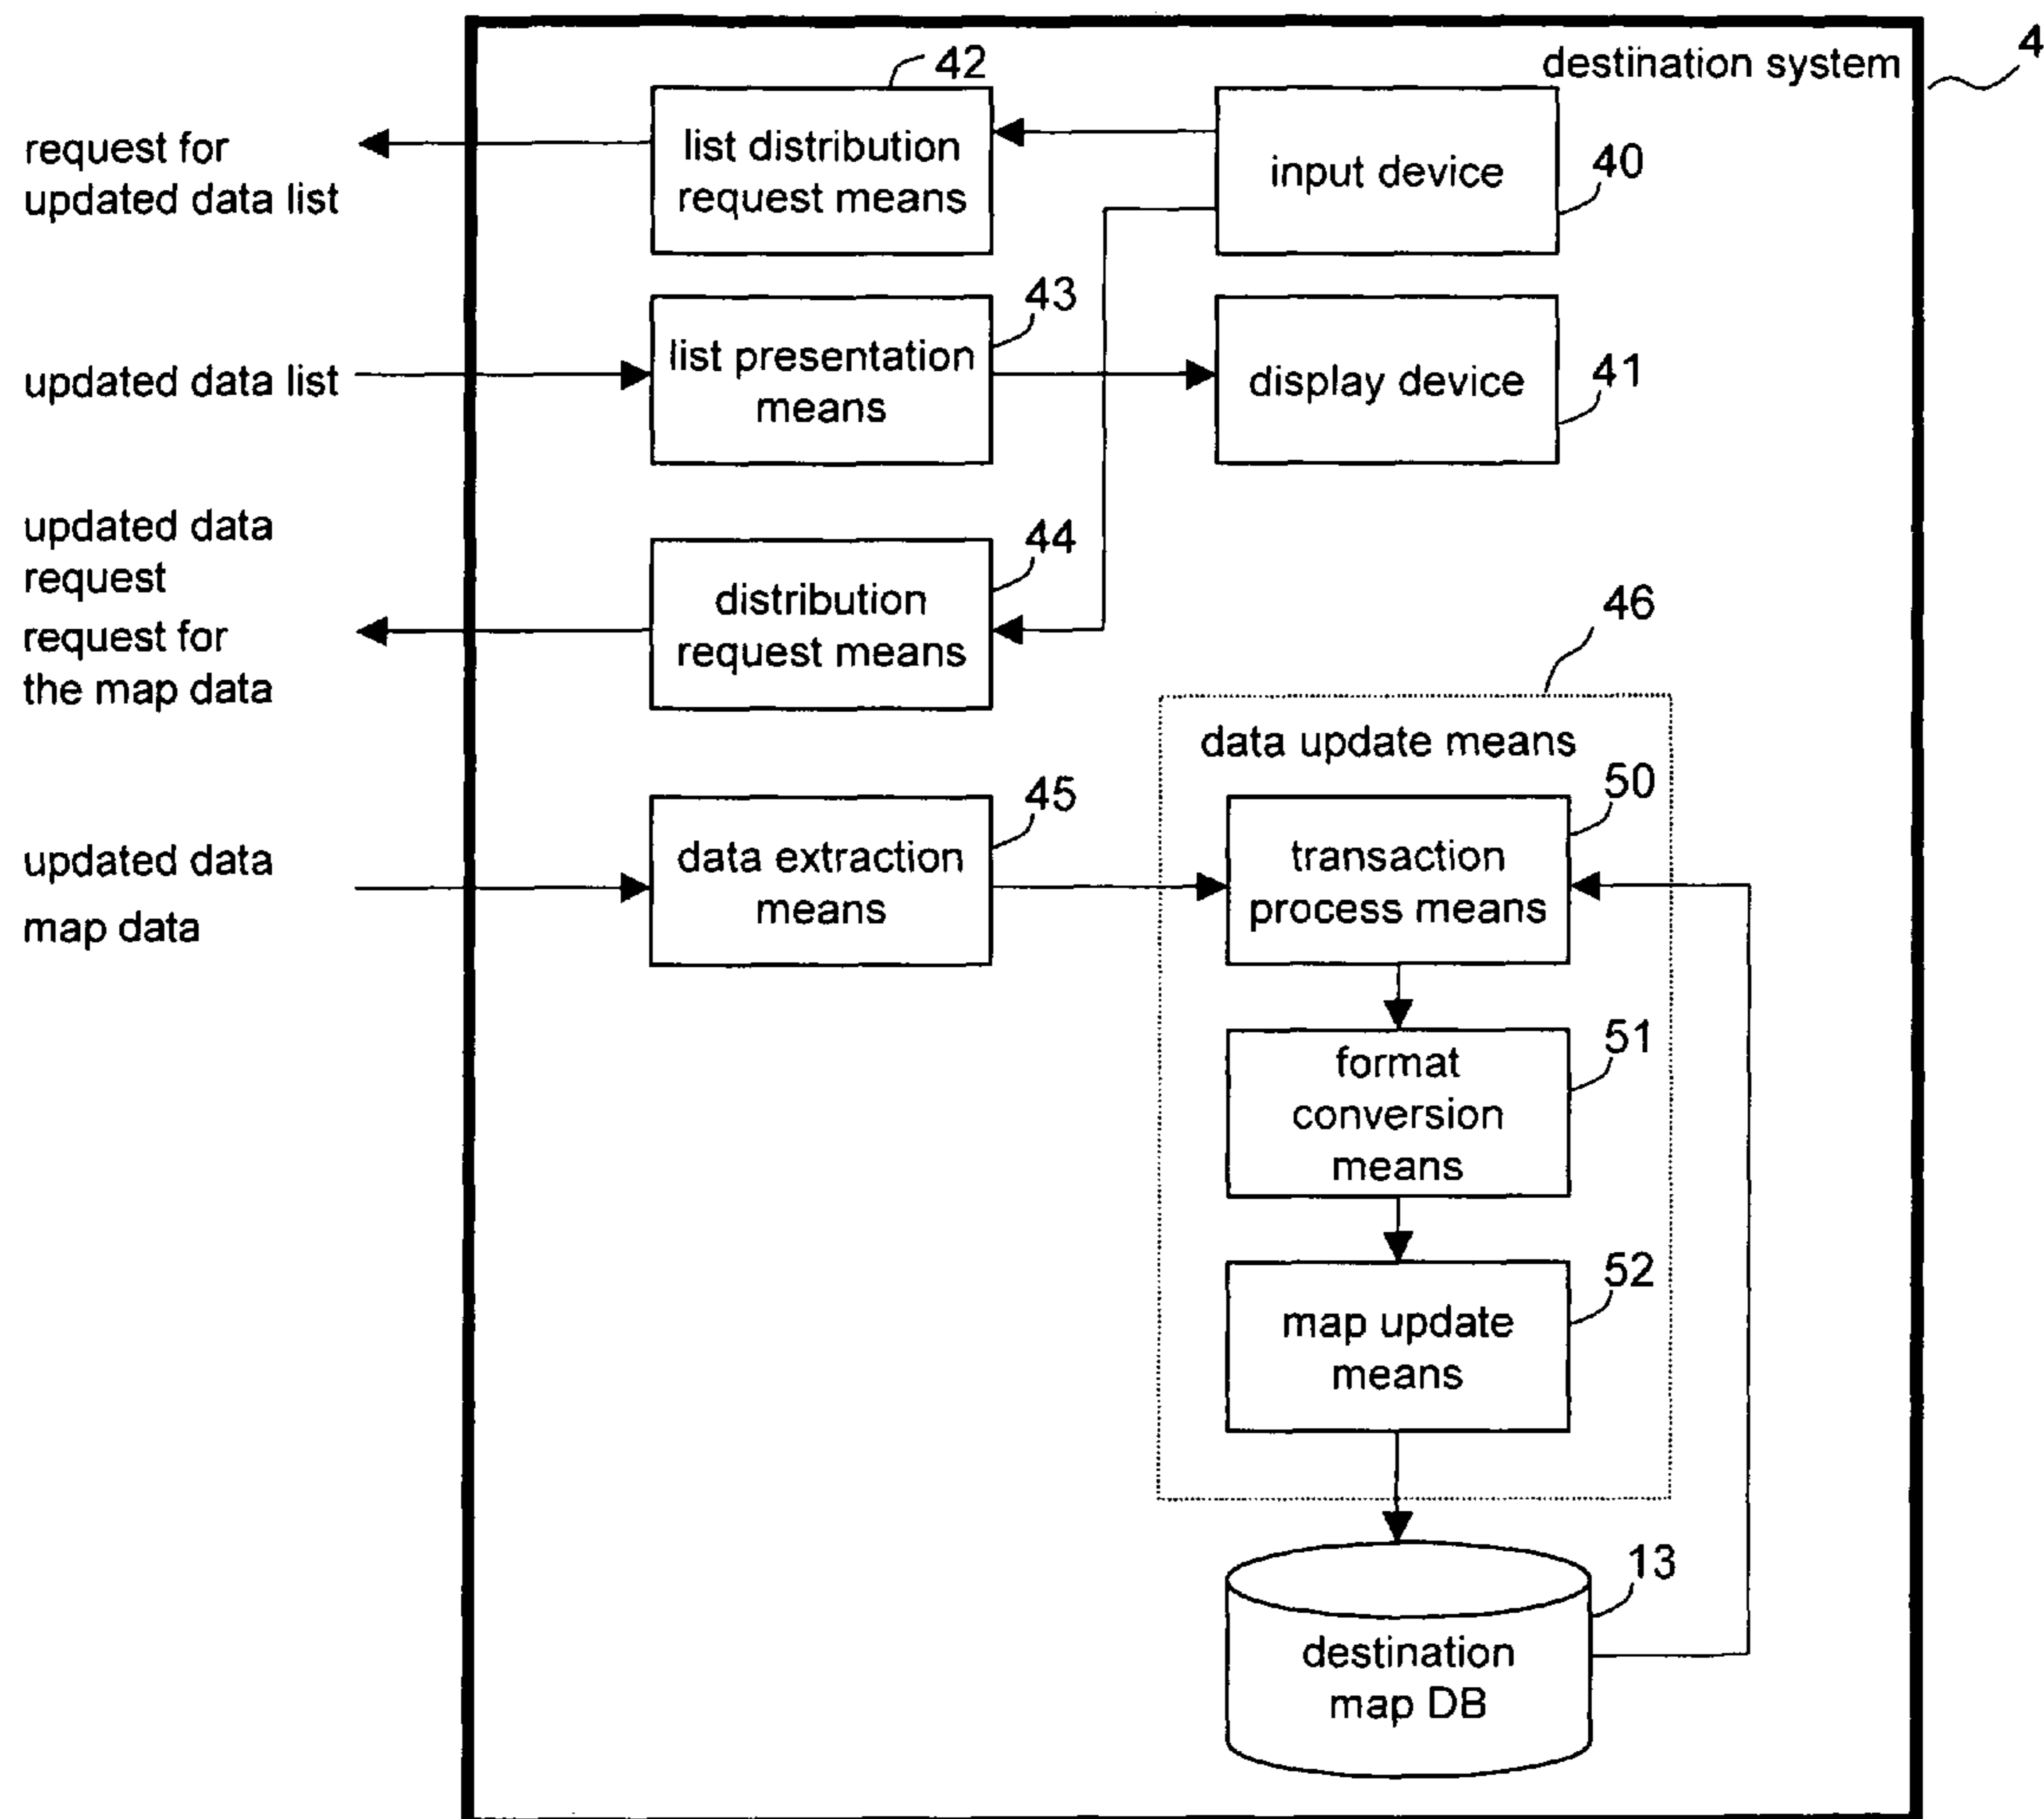 4
destination system
42
request for
updated data list
list distribution
request means
input device
40
43
updated data list
list presentation
means
display device
41
updated data
request
request for
the map data
44
distribution
request means
46
data update means
updated data
map data
45
data extraction
means
50
transaction
process means
51
format
conversion
means
52
map update
means
13
destination
map DB